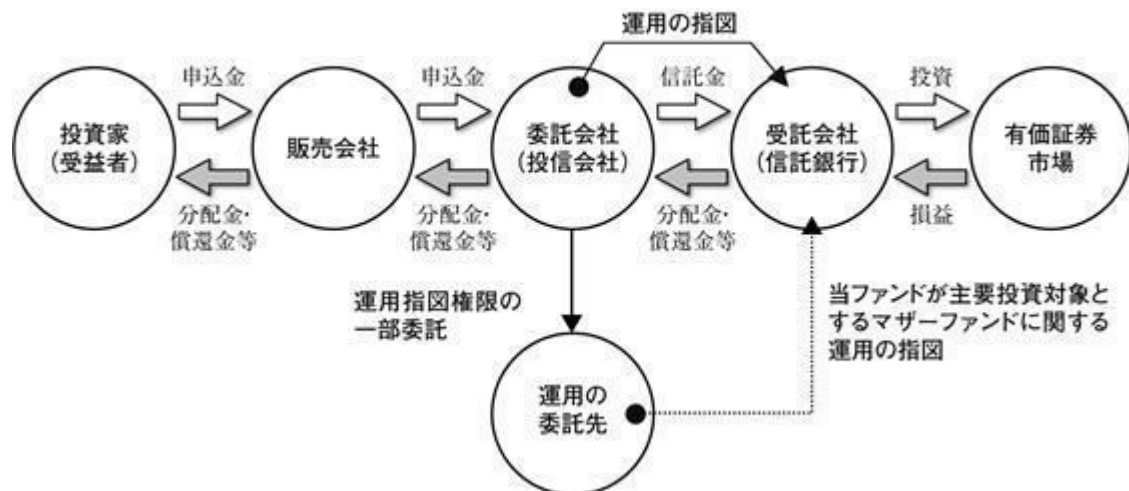 運用の指図
申込金
申込金
信託金
投資
投資家
(受益者)
販売会社
委託会社
(投信会社)
受託会社
(信託銀行)
有価証券
市場
分配金・
償還金等
分配金・
償還金等
分配金・
償還金等
損益
運用指図権限の
一部委託
当ファンドが主要投資対象と
するマザーファンドに関する
運用の指図
運用の
委託先